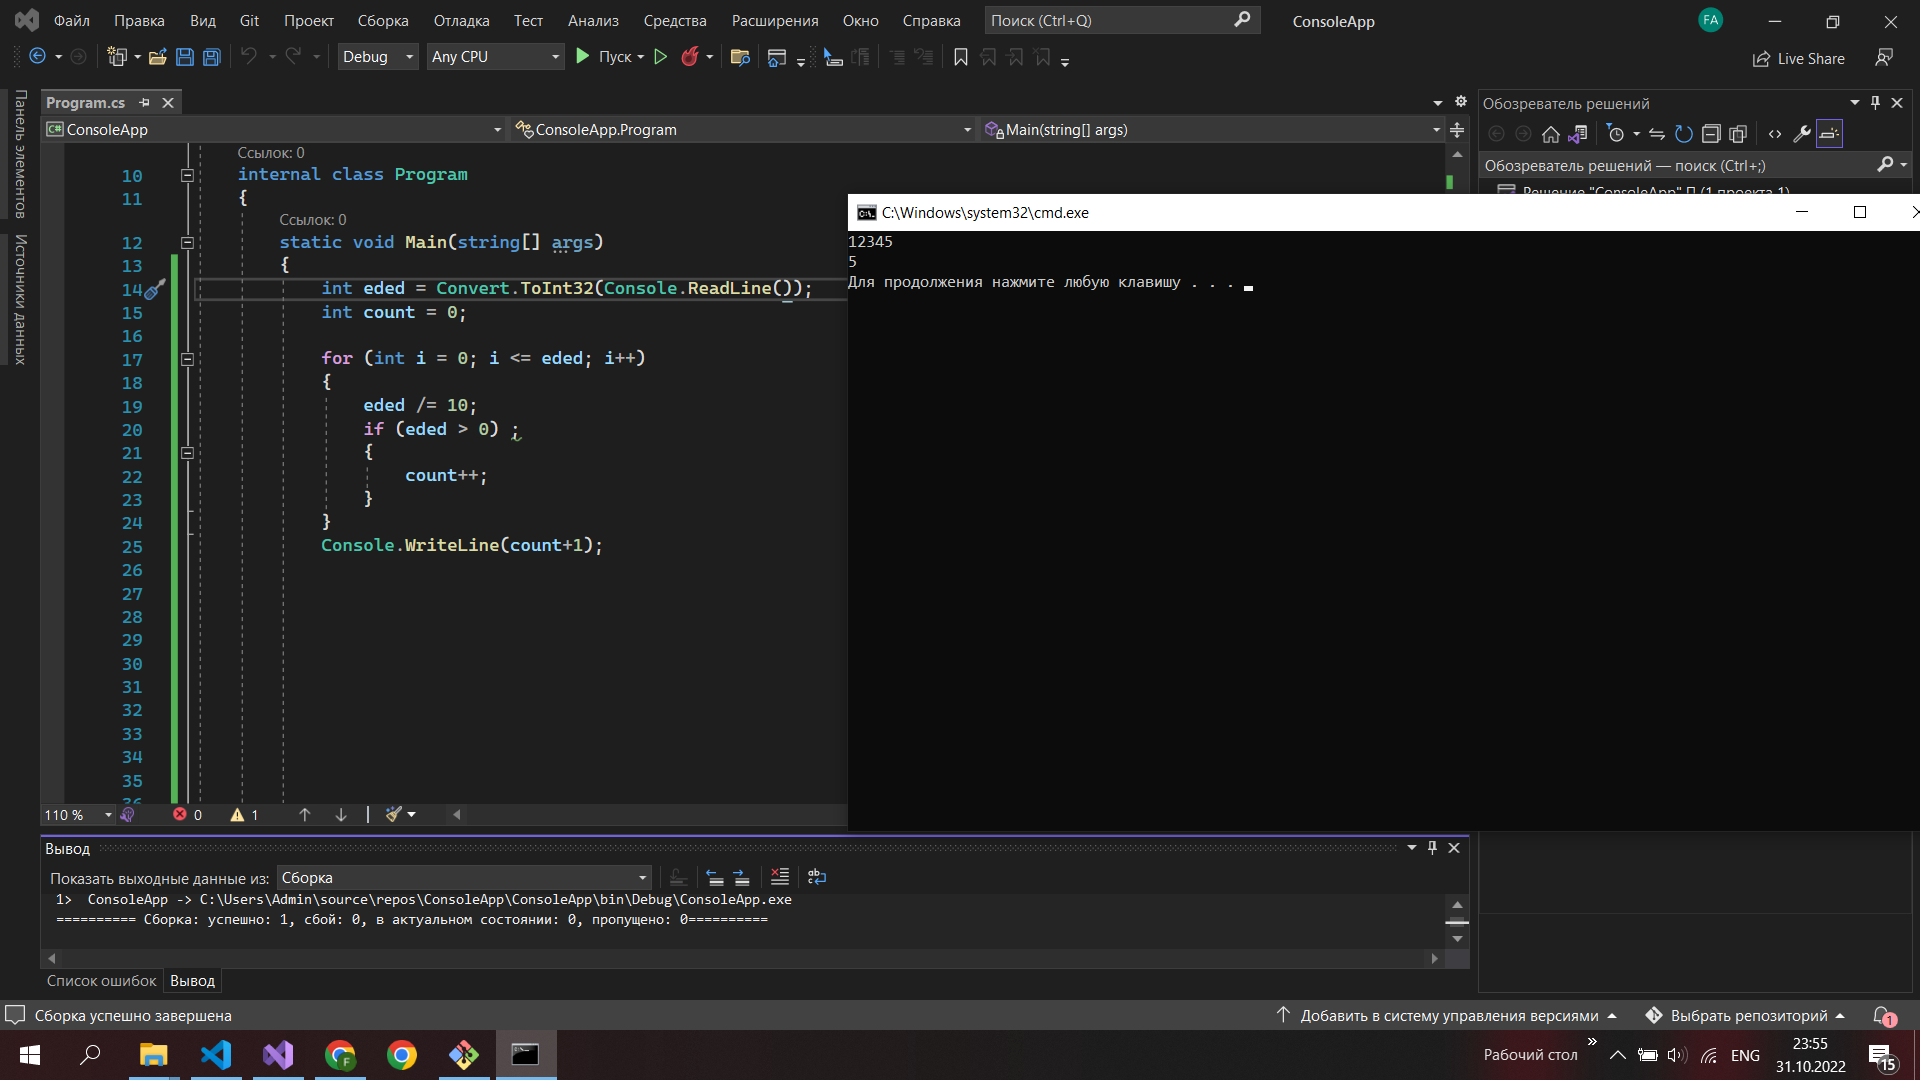 Файл Правка Вид Git Проект Сборка Отладка Тест Анализ Средства Расширения Окно Справка Поиск (Ctrl+Q) ConsoleApp FA
Debug Any CPU Пуск Live Share
Панель элементов
Источники данных
Program.cs
ConsoleApp ConsoleApp.Program Main(string[] args)
Ссылок: 0
10 internal class Program
11 {
Ссылок: 0
12 static void Main(string[] args)
13 {
14 int eded = Convert.ToInt32(Console.ReadLine());
15 int count = 0;
16
17 for (int i = 0; i <= eded; i++)
18 {
19 eded /= 10;
20 if (eded > 0) ;
21 {
22 count++;
23 }
24 }
25 Console.WriteLine(count+1);
26
27
28
29
30
31
32
33
34
35
36
110 % 0 1
Обозреватель решений
Обозреватель решений — поиск (Ctrl+;)
Решение "ConsoleApp" П (1 проекта 1)
C:\Windows\system32\cmd.exe
12345
5
Для продолжения нажмите любую клавишу . . .
Вывод
Показать выходные данные из: Сборка
1> ConsoleApp -> C:\Users\Admin\source\repos\ConsoleApp\ConsoleApp\bin\Debug\ConsoleApp.exe
========== Сборка: успешно: 1, сбой: 0, в актуальном состоянии: 0, пропущено: 0==========
Список ошибок Вывод
Сборка успешно завершена Добавить в систему управления версиями Выбрать репозиторий 1
Рабочий стол » ENG 23:55
31.10.2022 15